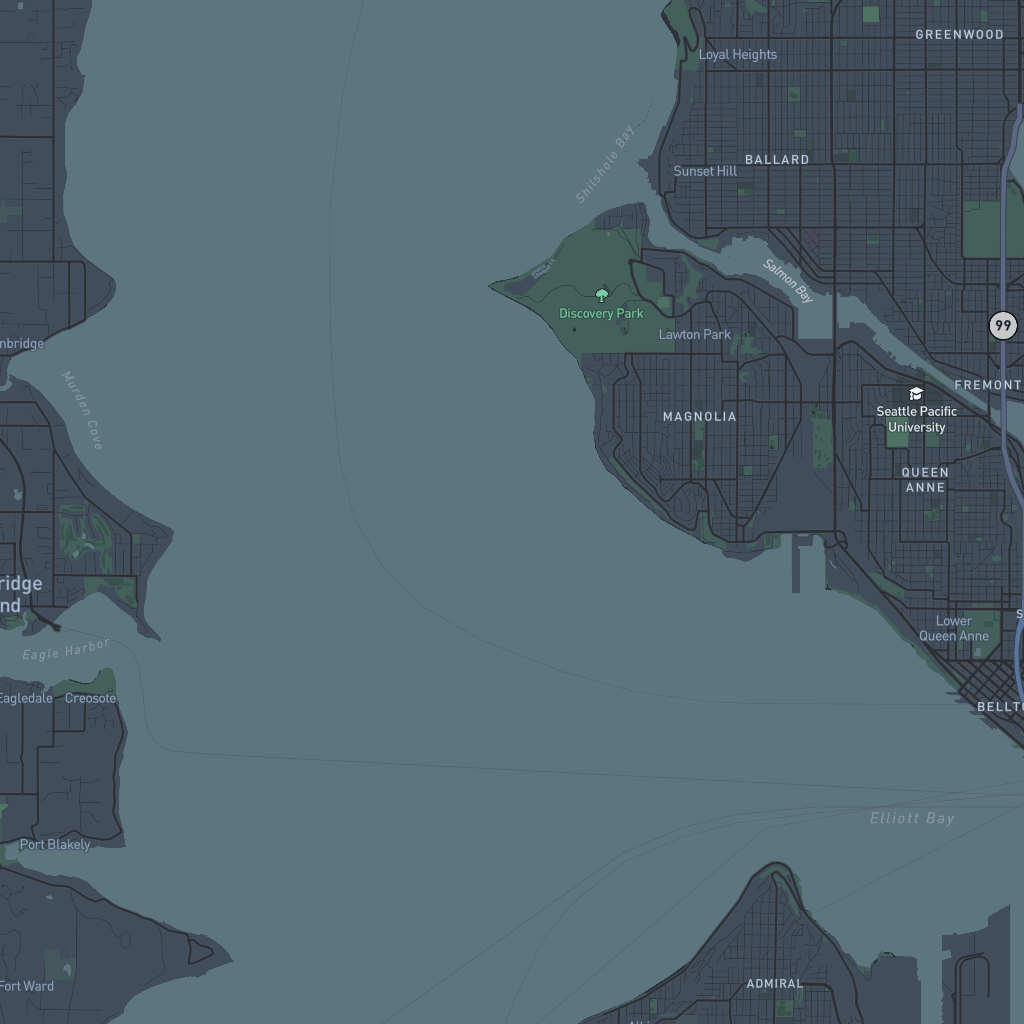 GREENWOOD
Loyal Heights
Shilshole Bay
BALLARD
Sunset Hill
Salmon Bay
Discovery Park
Lawton Park
99
nbridge
Murden Cove
FREMONT
Seattle Pacific
University
MAGNOLIA
QUEEN
ANNE
ridge
nd
Lower
Queen Anne
S
Eagle Harbor
Eagledale
Creosote
BELLTO
Elliott Bay
Port Blakely
Fort Ward
ADMIRAL